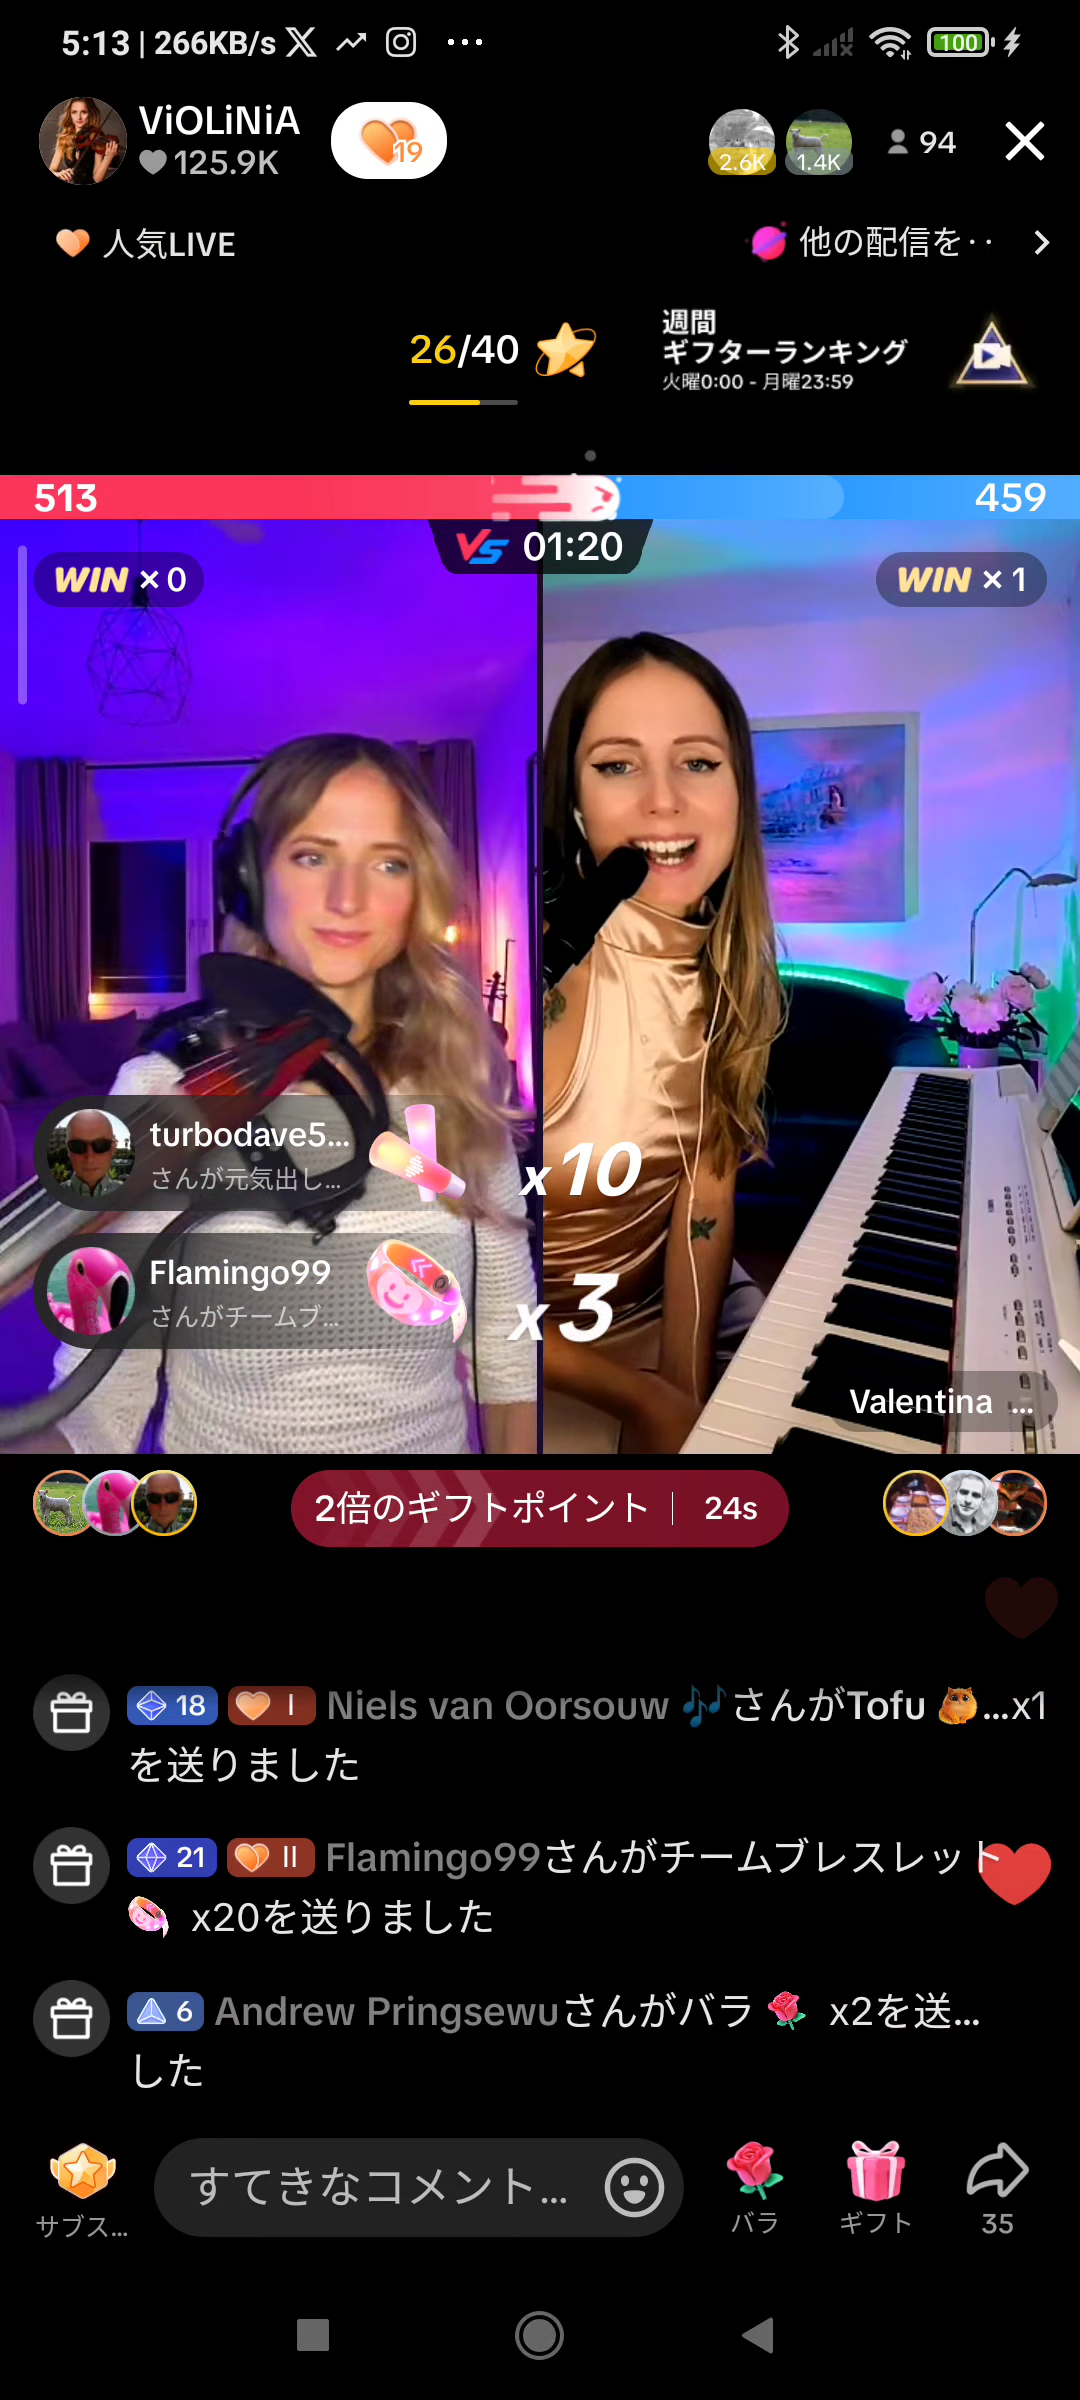 5:13 | 266KB/s
100
ViOLiNiA
125.9K
19
2.6K
1.4K
94
人気LIVE
他の配信を··
26/40
週間
ギフターランキング
火曜0:00 - 月曜23:59
513
459
VS 01:20
WIN × 0
WIN × 1
turbodave5...
さんが元気出し...
x10
Flamingo99
さんがチームブ...
x3
Valentina ...
2倍のギフトポイント | 24s
18 I Niels van Oorsouw 🎶さんがTofu ...x1
を送りました
21 II Flamingo99さんがチームブレスレット
x20を送りました
6 Andrew Pringsewuさんがバラ x2を送...
した
すてきなコメント...
サブス...
バラ
ギフト
35